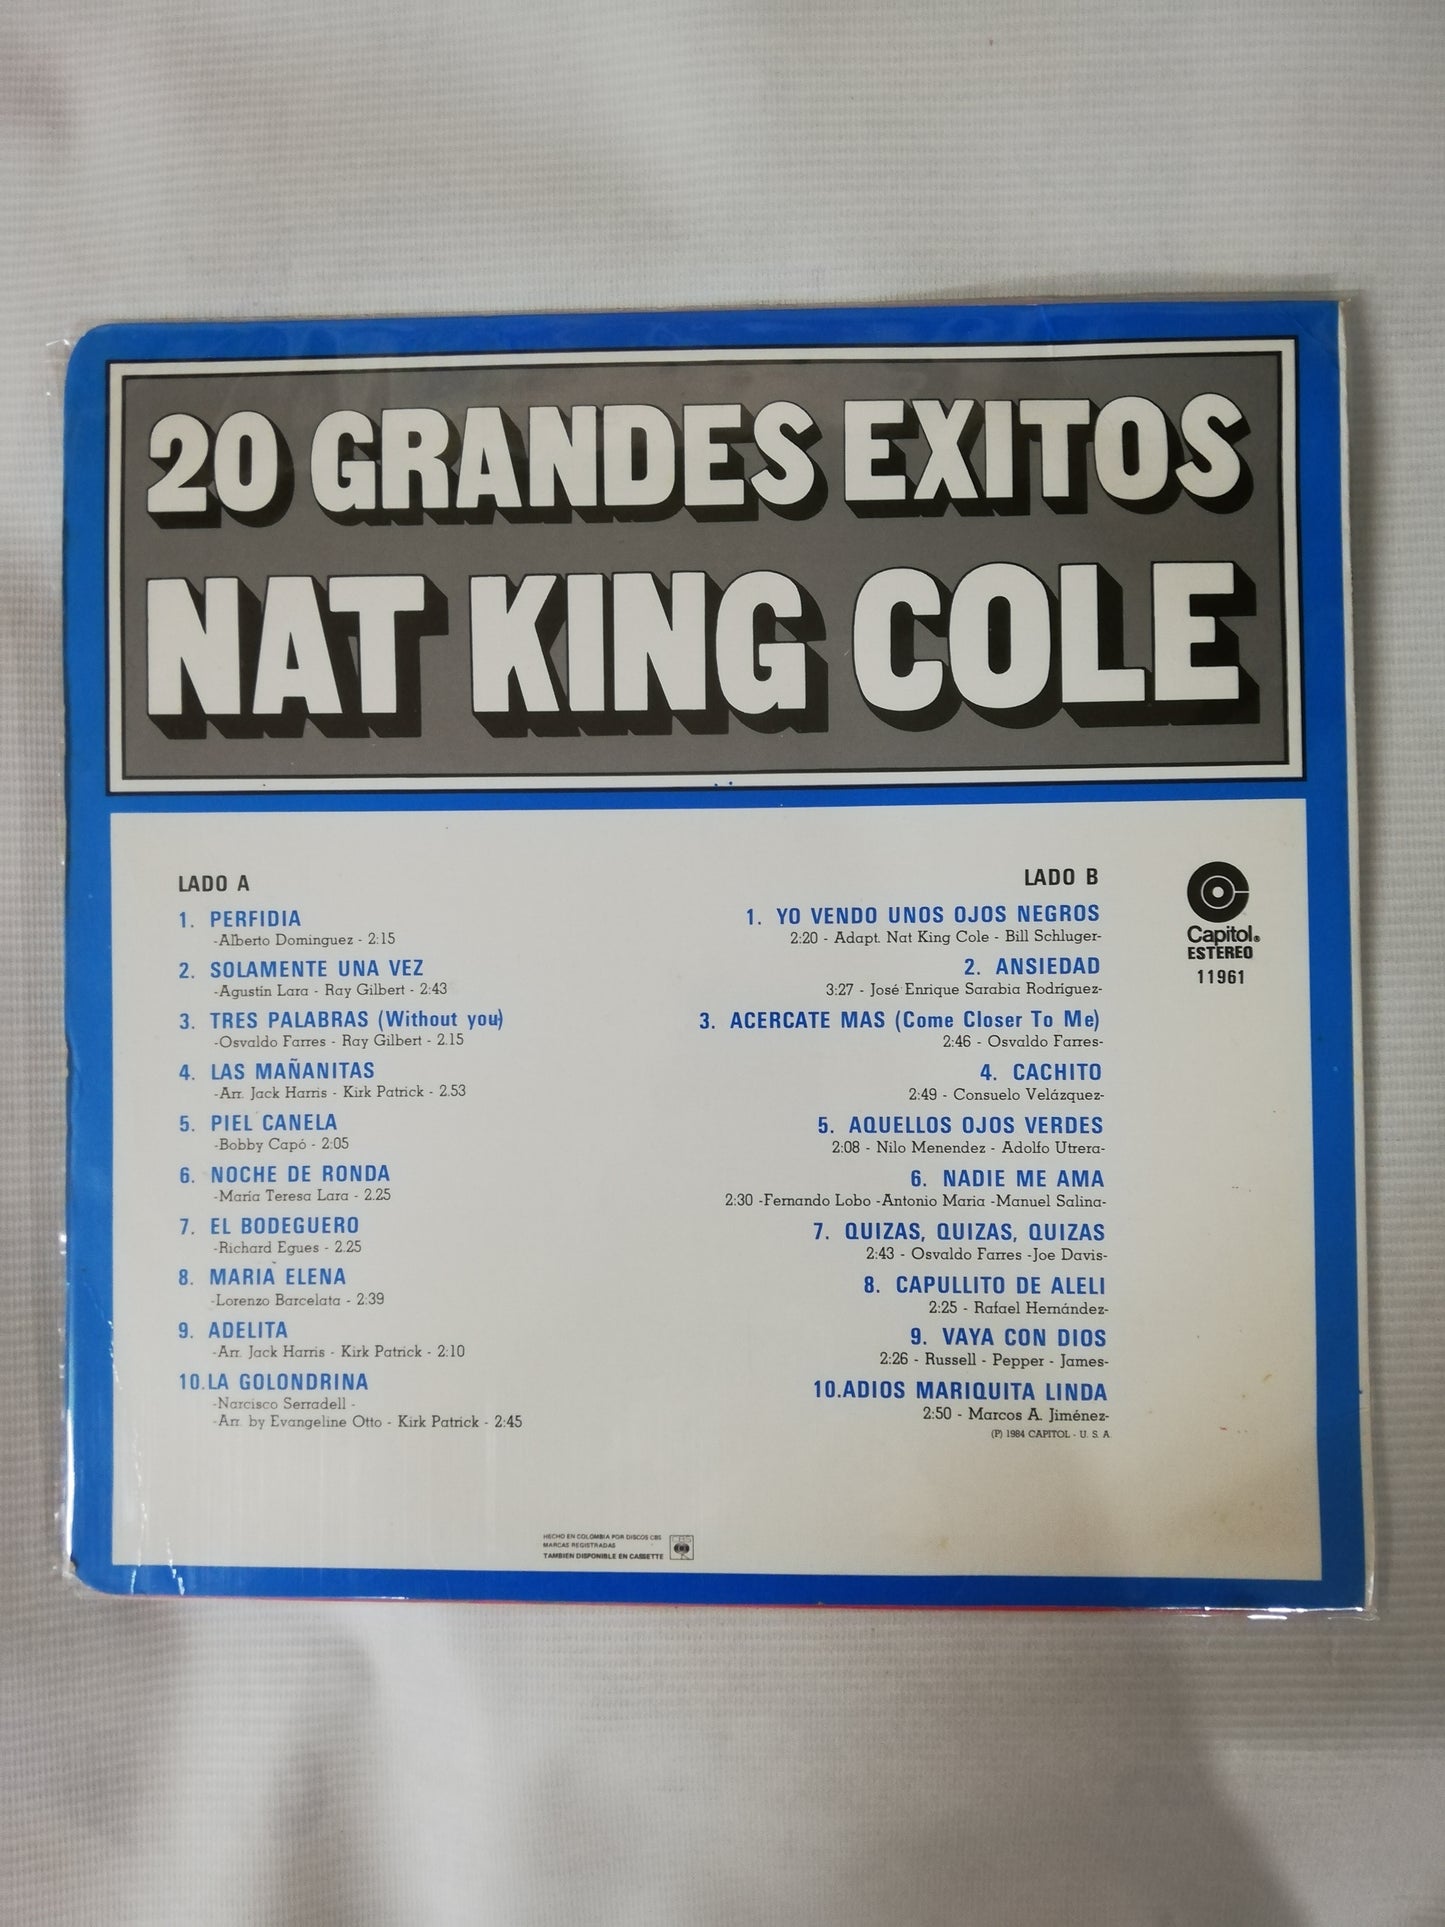 20 GRANDES EXITOS
NAT KING COLE
LADO A
1. PERFIDIA
-Alberto Dominguez - 2:15
2. SOLAMENTE UNA VEZ
-Agustín Lara - Ray Gilbert - 2:43
3. TRES PALABRAS (Without you)
-Osvaldo Farres - Ray Gilbert - 2.15
4. LAS MAÑANITAS
-Arr. Jack Harris - Kirk Patrick - 2.53
5. PIEL CANELA
-Bobby Capó - 2:05
6. NOCHE DE RONDA
-María Teresa Lara - 2.25
7. EL BODEGUERO
-Richard Egues - 2.25
8. MARIA ELENA
-Lorenzo Barcelata - 2:39
9. ADELITA
-Arr. Jack Harris - Kirk Patrick - 2:10
10.LA GOLONDRINA
-Narcisco Serradell -
-Arr. by Evangeline Otto - Kirk Patrick - 2:45
LADO B
1. YO VENDO UNOS OJOS NEGROS
2:20 - Adapt. Nat King Cole - Bill Schluger-
2. ANSIEDAD
3:27 - José Enrique Sarabia Rodríguez-
3. ACERCATE MAS (Come Closer To Me)
2:46 - Osvaldo Farres-
4. CACHITO
2:49 - Consuelo Velázquez-
5. AQUELLOS OJOS VERDES
2:08 - Nilo Menendez - Adolfo Utrera-
6. NADIE ME AMA
2:30 -Fernando Lobo -Antonio Maria -Manuel Salina-
7. QUIZAS, QUIZAS, QUIZAS
2:43 - Osvaldo Farres -Joe Davis-
8. CAPULLITO DE ALELI
2:25 - Rafael Hernández-
9. VAYA CON DIOS
2:26 - Russell - Pepper - James-
10.ADIOS MARIQUITA LINDA
2:50 - Marcos A. Jiménez-
(P) 1984 CAPITOL - U. S. A.
Capitol®
ESTEREO
11961
HECHO EN COLOMBIA POR DISCOS CBS
MARCAS REGISTRADAS
TAMBIEN DISPONIBLE EN CASSETTE
CBS